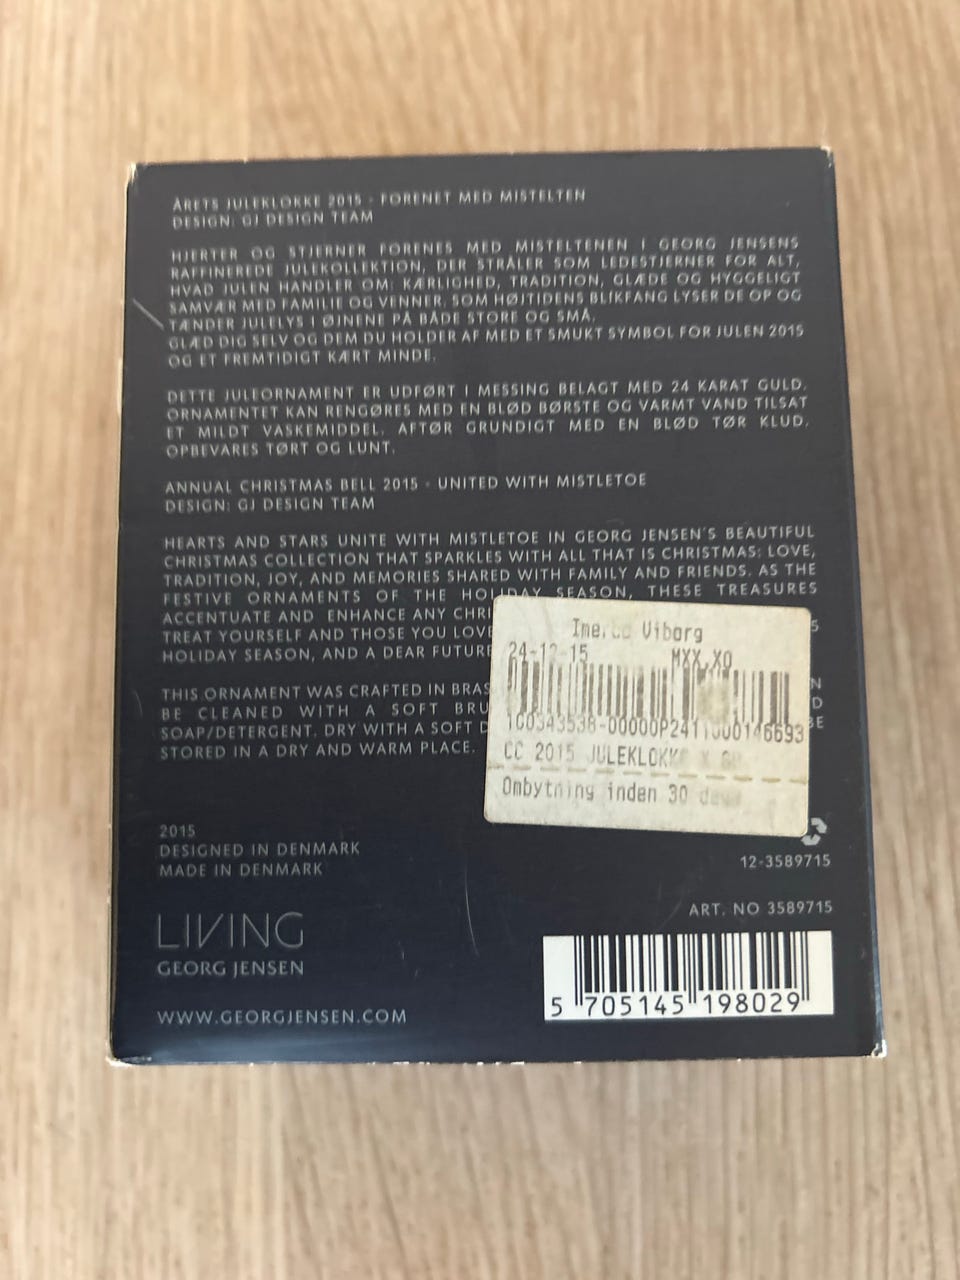 ÅRETS JULEKLOKKE 2015 - FORENET MED MISTELTEN
DESIGN: GJ DESIGN TEAM
HJERTER OG STJERNER FORENES MED MISTELTENEN I GEORG JENSENS
RAFFINEREDE JULEKOLLEKTION, DER STRÅLER SOM LEDESTJERNER FOR ALT,
HVAD JULEN HANDLER OM: KÆRLIGHED, TRADITION, GLÆDE OG HYGGELIGT
SAMVÆR MED FAMILIE OG VENNER. SOM HØJTIDENS BLIKFANG LYSER DE OP OG
TÆNDER JULELYS I ØJNENE PÅ BÅDE STORE OG SMÅ.
GLÆD DIG SELV OG DEM DU HOLDER AF MED ET SMUKT SYMBOL FOR JULEN 2015
OG ET FREMTIDIGT KÆRT MINDE.
DETTE JULEORNAMENT ER UDFØRT I MESSING BELAGT MED 24 KARAT GULD.
ORNAMENTET KAN RENGØRES MED EN BLØD BØRSTE OG VARMT VAND TILSAT
ET MILDT VASKEMIDDEL. AFTØR GRUNDIGT MED EN BLØD TØR KLUD.
OPBEVARES TØRT OG LUNT.
ANNUAL CHRISTMAS BELL 2015 - UNITED WITH MISTLETOE
DESIGN: GJ DESIGN TEAM
HEARTS AND STARS UNITE WITH MISTLETOE IN GEORG JENSEN'S BEAUTIFUL
CHRISTMAS COLLECTION THAT SPARKLES WITH ALL THAT IS CHRISTMAS: LOVE,
TRADITION, JOY, AND MEMORIES SHARED WITH FAMILY AND FRIENDS. AS THE
FESTIVE ORNAMENTS OF THE HOLIDAY SEASON, THESE TREASURES
ACCENTUATE AND ENHANCE ANY CHRI
TREAT YOURSELF AND THOSE YOU LOVE 5
HOLIDAY SEASON, AND A DEAR FUTURE
THIS ORNAMENT WAS CRAFTED IN BRAS N
BE CLEANED WITH A SOFT BRU D
SOAP/DETERGENT. DRY WITH A SOFT D BE
STORED IN A DRY AND WARM PLACE.
Viborg
24-12-15 MXX,XO
CC 2015 JULEKLOKKE X
Ombytning inden 30
2015
DESIGNED IN DENMARK
MADE IN DENMARK
12-3589715
ART. NO 3589715
LIVING
GEORG JENSEN
WWW.GEORGJENSEN.COM
5 705145 198029